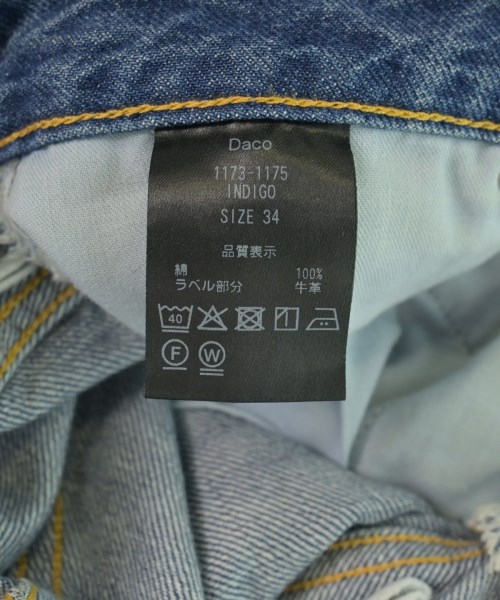 Daco
1173-1175
INDIGO
SIZE 34
品質表示
綿 100%
ラベル部分 牛革
40
F W